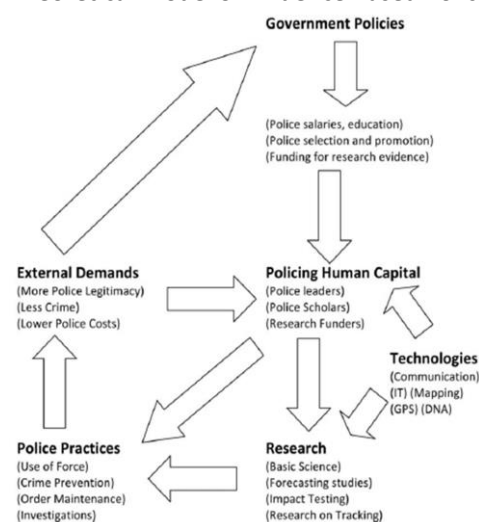 Government Policies
(Police salaries, education)
(Police selection and promotion)
(Funding for research evidence)
External Demands
(More Police Legitimacy)
(Less Crime)
(Lower Police Costs)
Policing Human Capital
(Police leaders)
(Police Scholars)
(Research Funders)
Technologies
(Communication)
(IT) (Mapping)
(GPS) (DNA)
Police Practices
(Use of Force)
(Crime Prevention)
(Order Maintenance)
(Investigations)
Research
(Basic Science)
(Forecasting studies)
(Impact Testing)
(Research on Tracking)